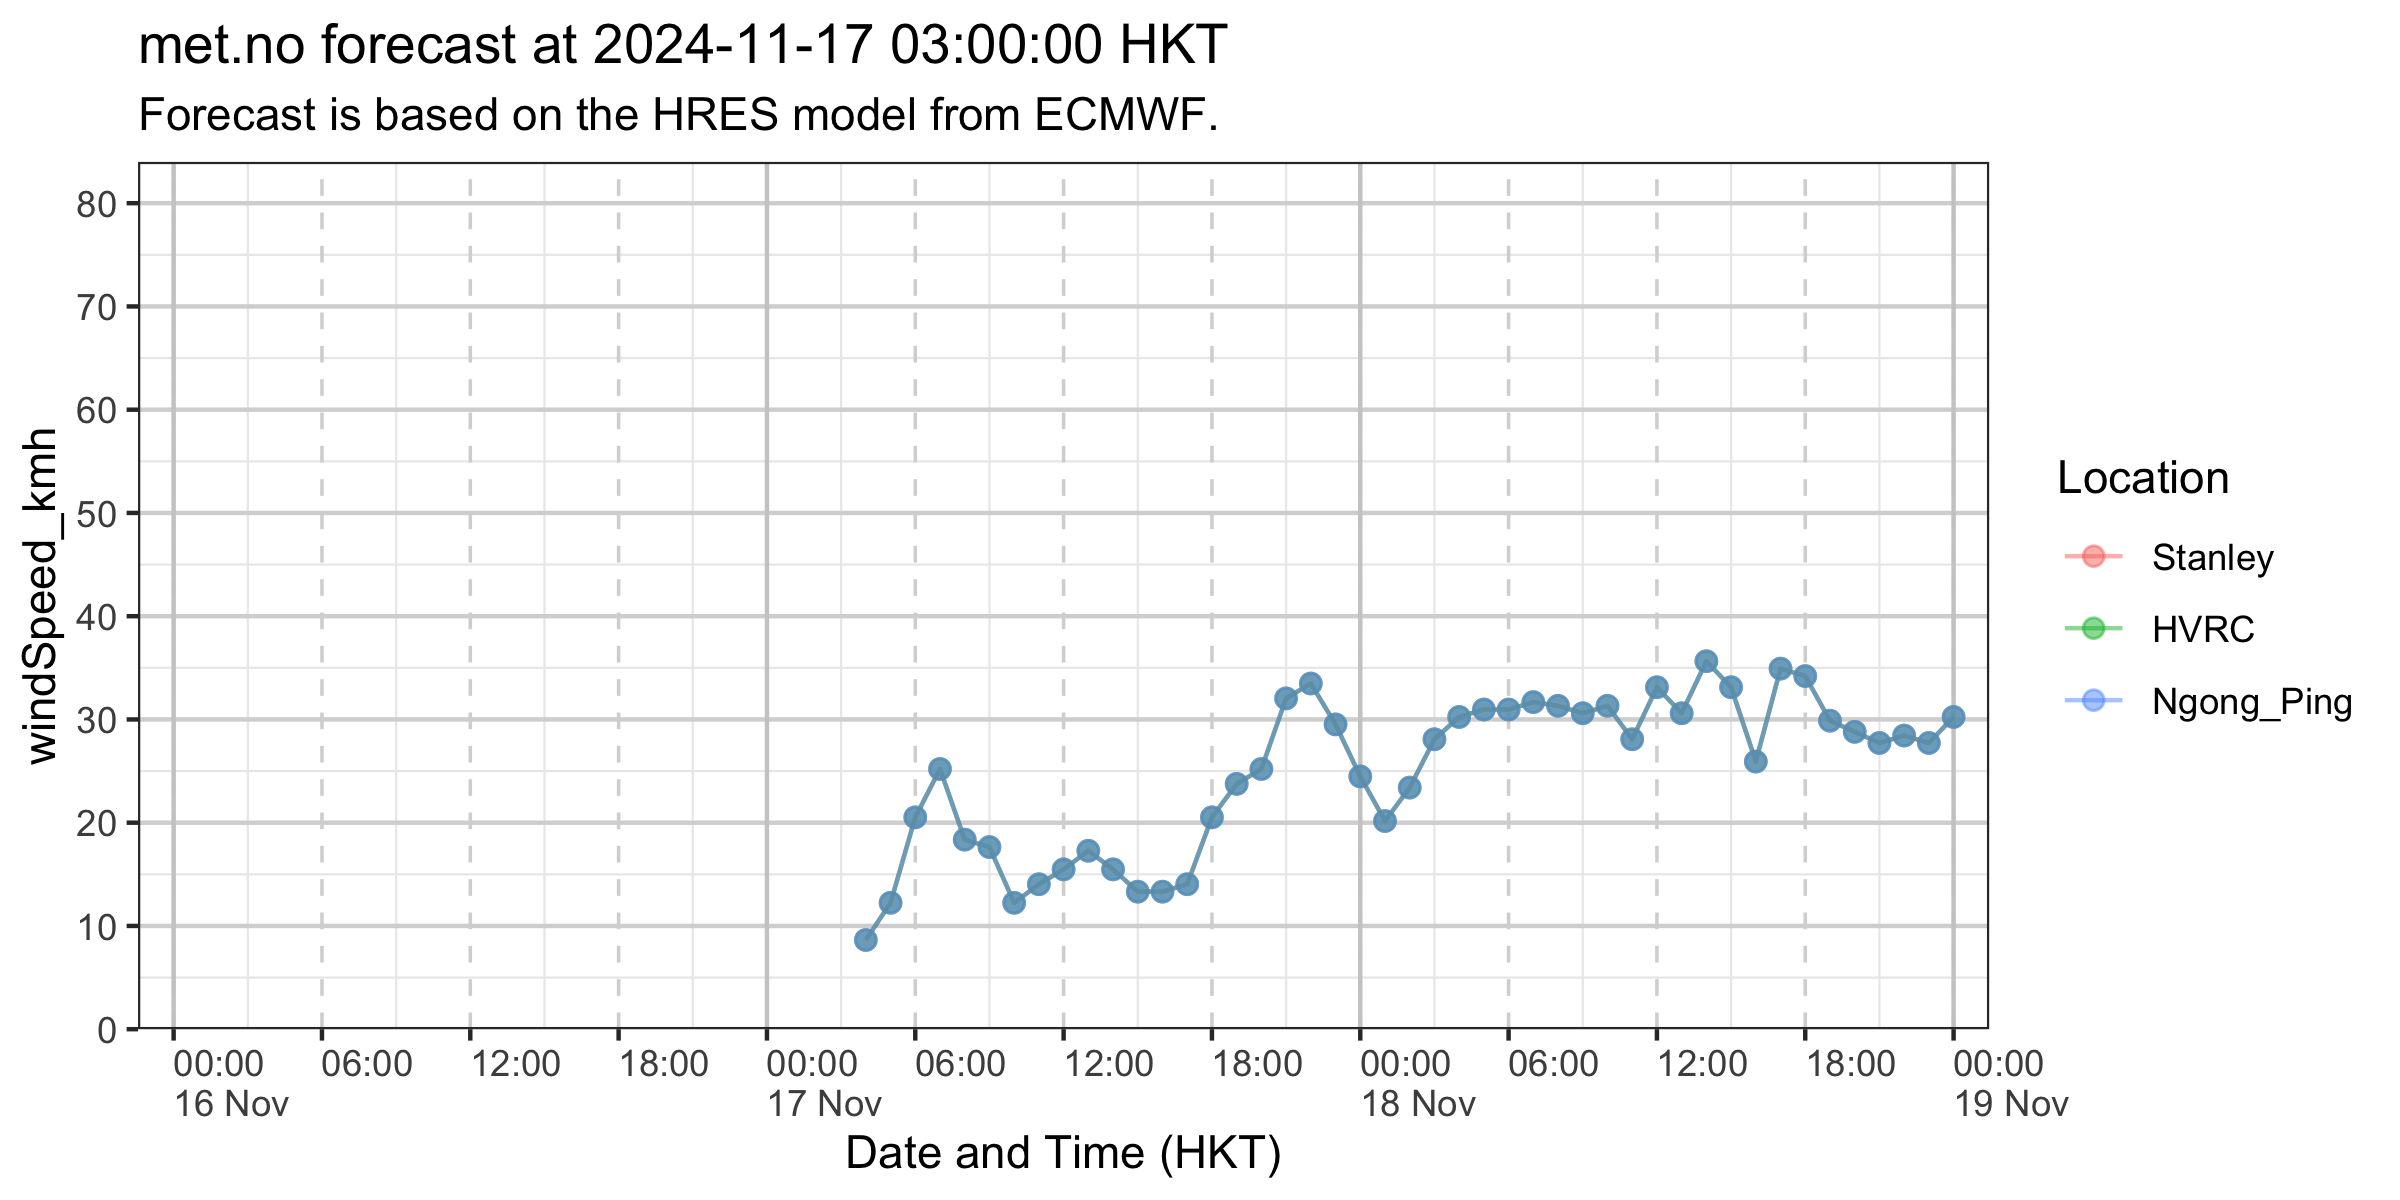 met.no forecast at 2024-11-17 03:00:00 HKT
Forecast is based on the HRES model from ECMWF.
windSpeed_kmh
80
70
60
50
40
30
20
10
0
00:00 06:00 12:00 18:00 00:00 06:00 12:00 18:00 00:00 06:00 12:00 18:00 00:00
16 Nov 17 Nov 18 Nov 19 Nov
Date and Time (HKT)
Location
Stanley
HVRC
Ngong_Ping